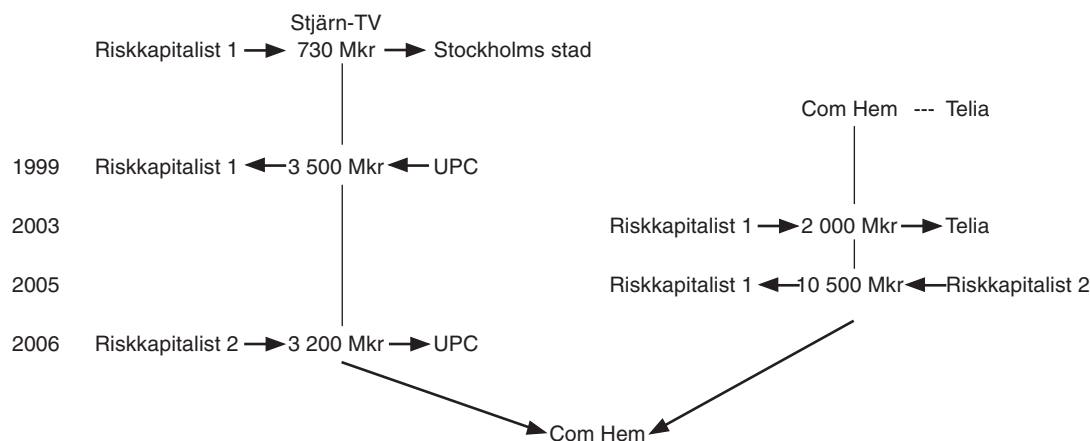 Stjärn-TV
Riskkapitalist 1 730 Mkr Stockholms stad
Com Hem --- Telia
1999 Riskkapitalist 1 3 500 Mkr UPC
2003 Riskkapitalist 1 2 000 Mkr Telia
2005 Riskkapitalist 1 10 500 Mkr Riskkapitalist 2
2006 Riskkapitalist 2 3 200 Mkr UPC
Com Hem